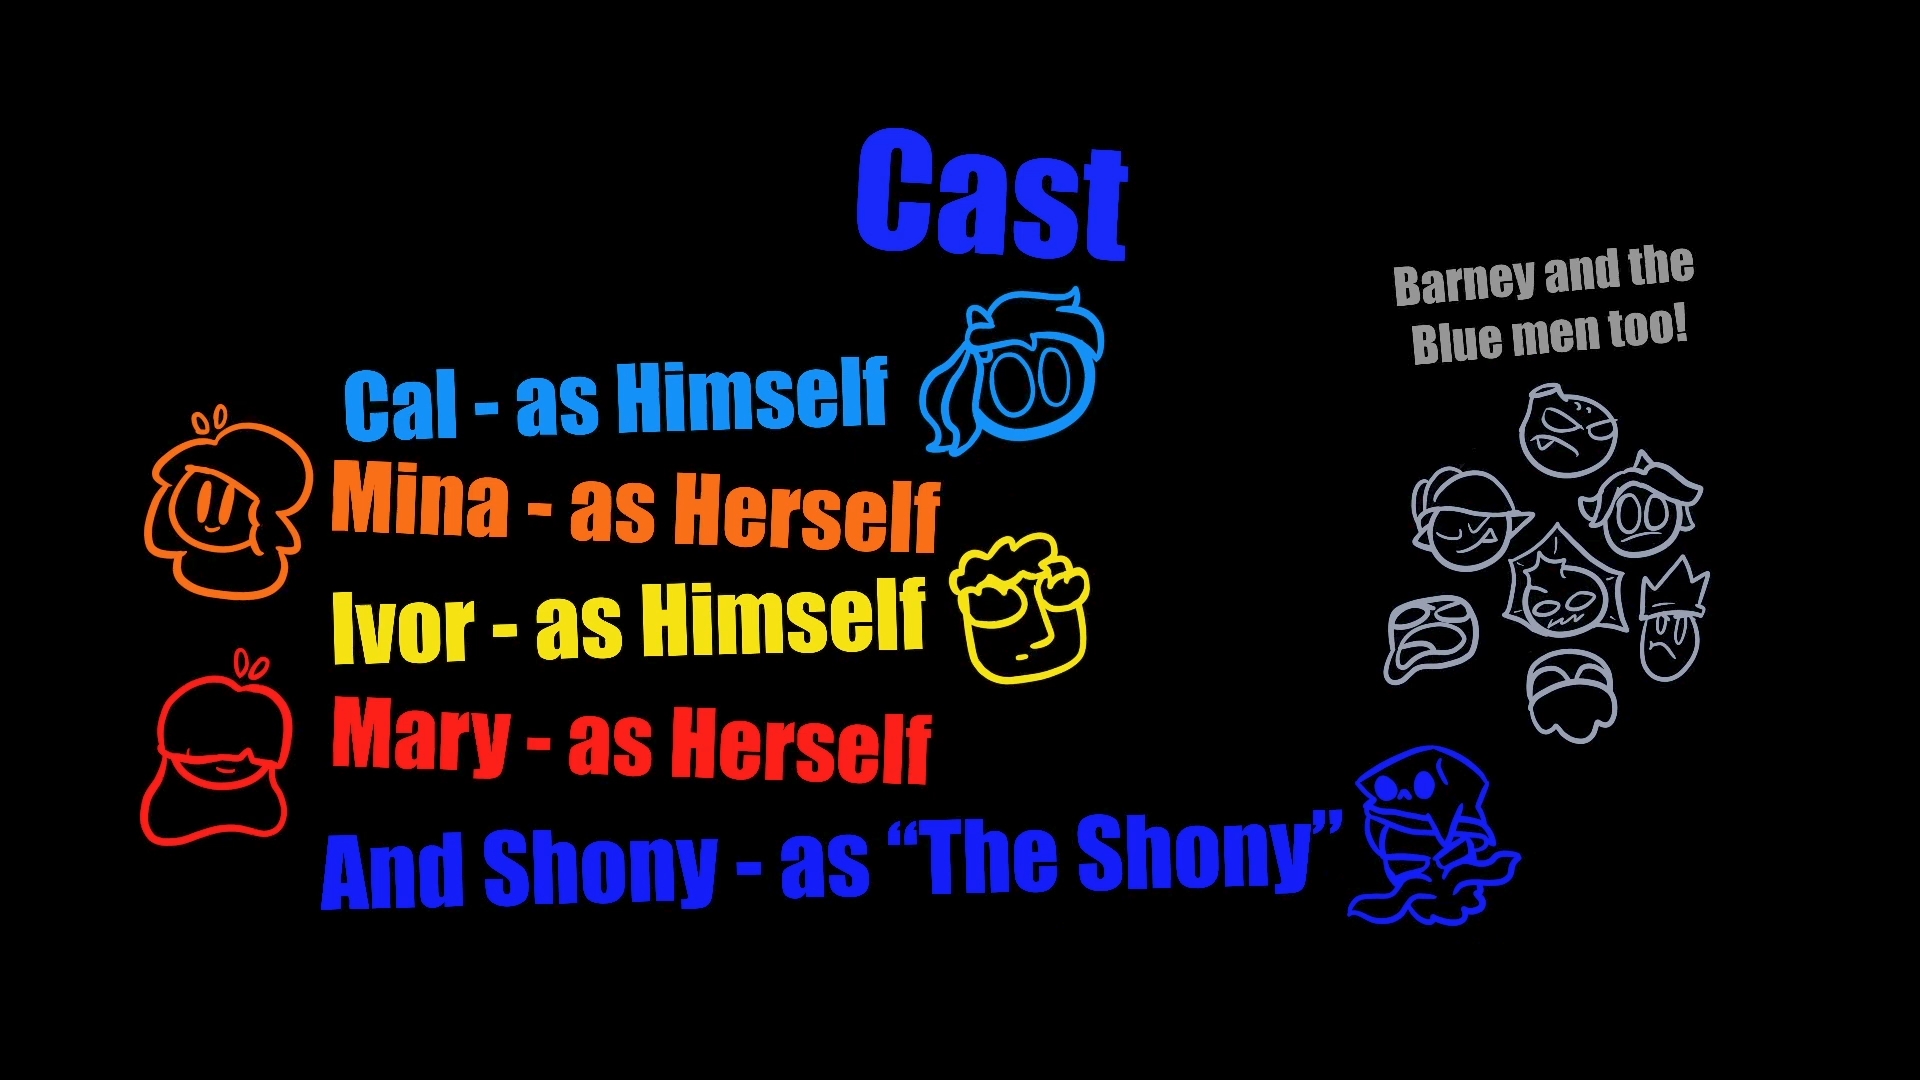 Cast
Cal - as Himself
Mina - as Herself
Ivor - as Himself
Mary - as Herself
And Shony - as “The Shony”
Barney and the
Blue men too!